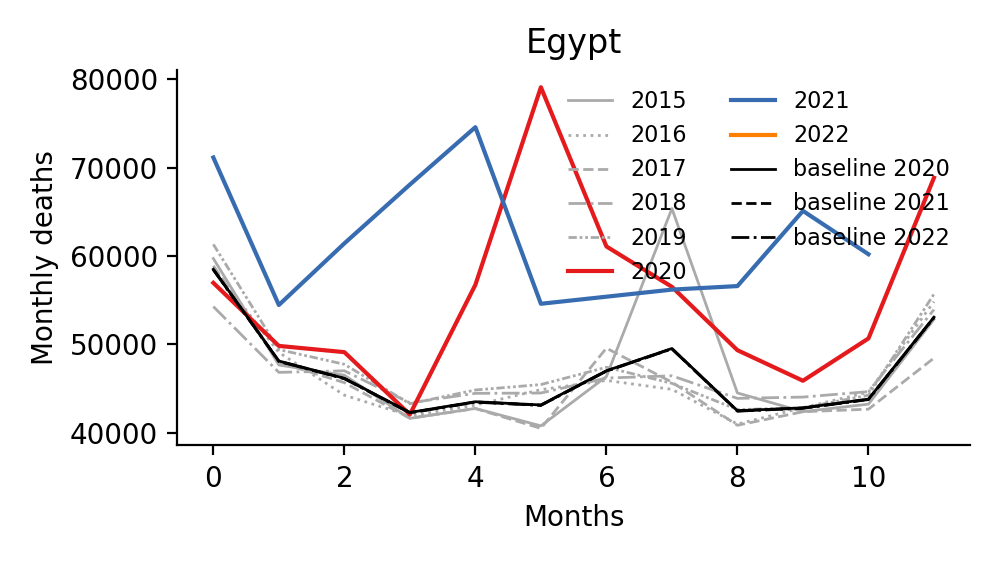 Egypt
80000
70000
60000
50000
40000
Monthly deaths
0 2 4 6 8 10
Months
2015
2016
2017
2018
2019
2020
2021
2022
baseline 2020
baseline 2021
baseline 2022